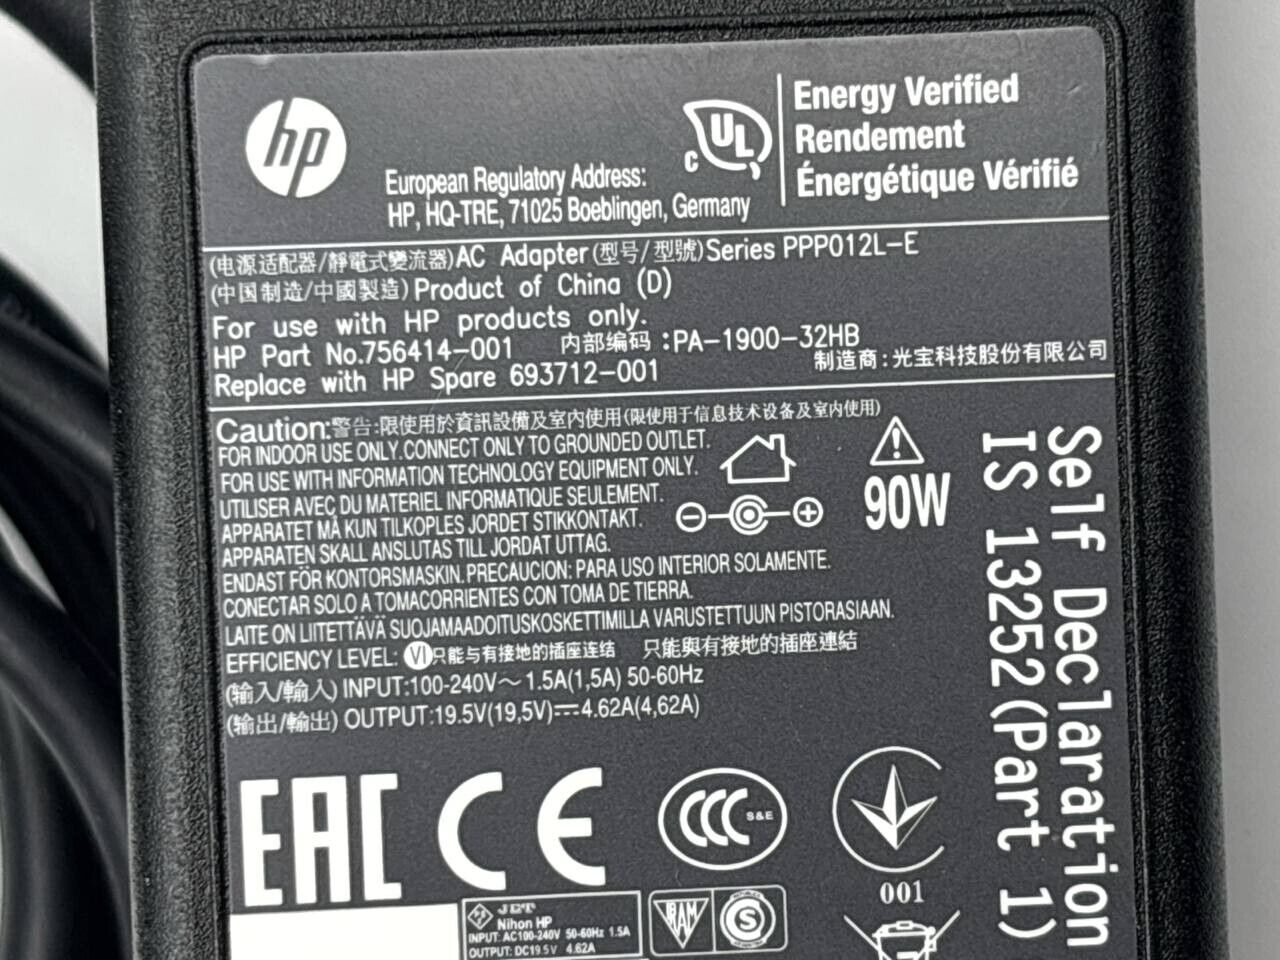 hp
European Regulatory Address:
HP, HQ-TRE, 71025 Boeblingen, Germany
c UL
Energy Verified
Rendement
Énergétique Vérifié
(电源适配器/靜電式變流器)AC Adapter(型号/型號)Series PPP012L-E
(中国制造/中國製造)Product of China (D)
For use with HP products only.
HP Part No.756414-001 内部编码:PA-1900-32HB
Replace with HP Spare 693712-001 制造商:光宝科技股份有限公司
Caution:警告:限使用於資訊設備及室內使用(限使用于信息技术设备及室内使用)
FOR INDOOR USE ONLY.CONNECT ONLY TO GROUNDED OUTLET.
FOR USE WITH INFORMATION TECHNOLOGY EQUIPMENT ONLY.
UTILISER AVEC DU MATERIEL INFORMATIQUE SEULEMENT.
APPARATET MÅ KUN TILKOPLES JORDET STIKKONTAKT.
APPARATEN SKALL ANSLUTAS TILL JORDAT UTTAG.
ENDAST FÖR KONTORSMASKIN. PRECAUCION: PARA USO INTERIOR SOLAMENTE.
CONECTAR SOLO A TOMACORRIENTES CON TOMA DE TIERRA.
LAITE ON LIITETTÄVÄ SUOJAMAADOITUSKOSKETTIMILLA VARUSTETTUUN PISTORASIAAN.
EFFICIENCY LEVEL: VI 只能与有接地的插座连结 只能與有接地的插座連結
(输入/輸入) INPUT:100-240V～ 1.5A(1,5A) 50-60Hz
(输出/輸出) OUTPUT:19.5V(19,5V)⎓4.62A(4,62A)
90W
Self Declaration
IS 13252(Part 1)
EAC CE CCC S&E
001
JET
Nihon HP
INPUT: AC100-240V 50-60Hz 1.5A
OUTPUT: DC19.5V 4.62A
IRAM S